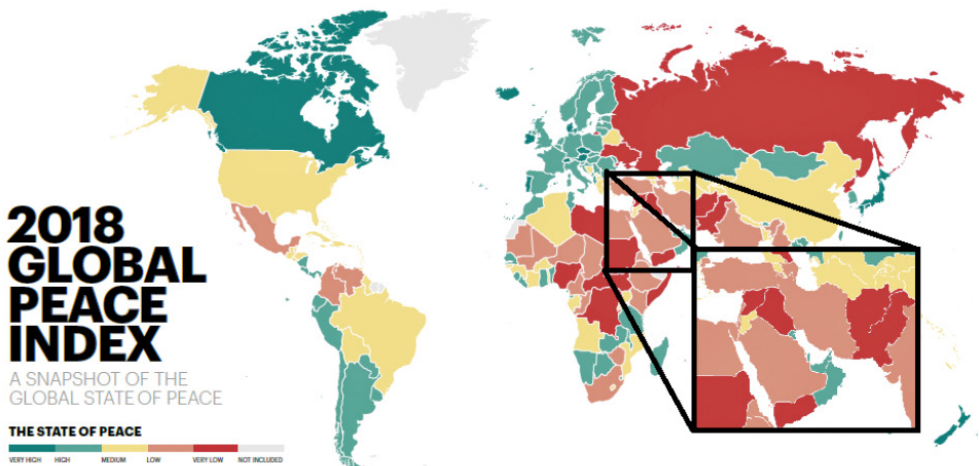 2018
GLOBAL
PEACE
INDEX
A SNAPSHOT OF THE
GLOBAL STATE OF PEACE
THE STATE OF PEACE
VERY HIGH HIGH MEDIUM LOW VERY LOW NOT INCLUDED